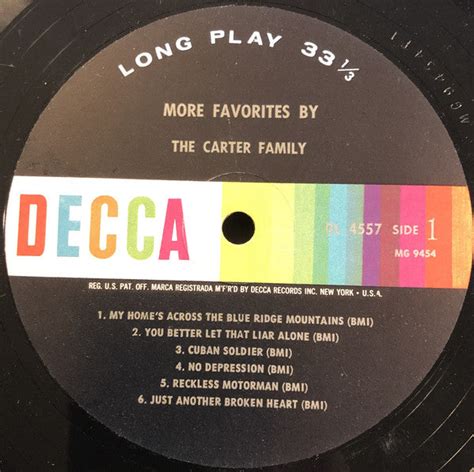 LONG PLAY 33 1/3
MORE FAVORITES BY
THE CARTER FAMILY
DECCA
DL 4557 SIDE 1
MG 9454
REG. U.S. PAT. OFF. MARCA REGISTRADA M'F'R'D BY DECCA RECORDS INC. NEW YORK • U.S.A.
1. MY HOME'S ACROSS THE BLUE RIDGE MOUNTAINS (BMI)
2. YOU BETTER LET THAT LIAR ALONE (BMI)
3. CUBAN SOLDIER (BMI)
4. NO DEPRESSION (BMI)
5. RECKLESS MOTORMAN (BMI)
6. JUST ANOTHER BROKEN HEART (BMI)